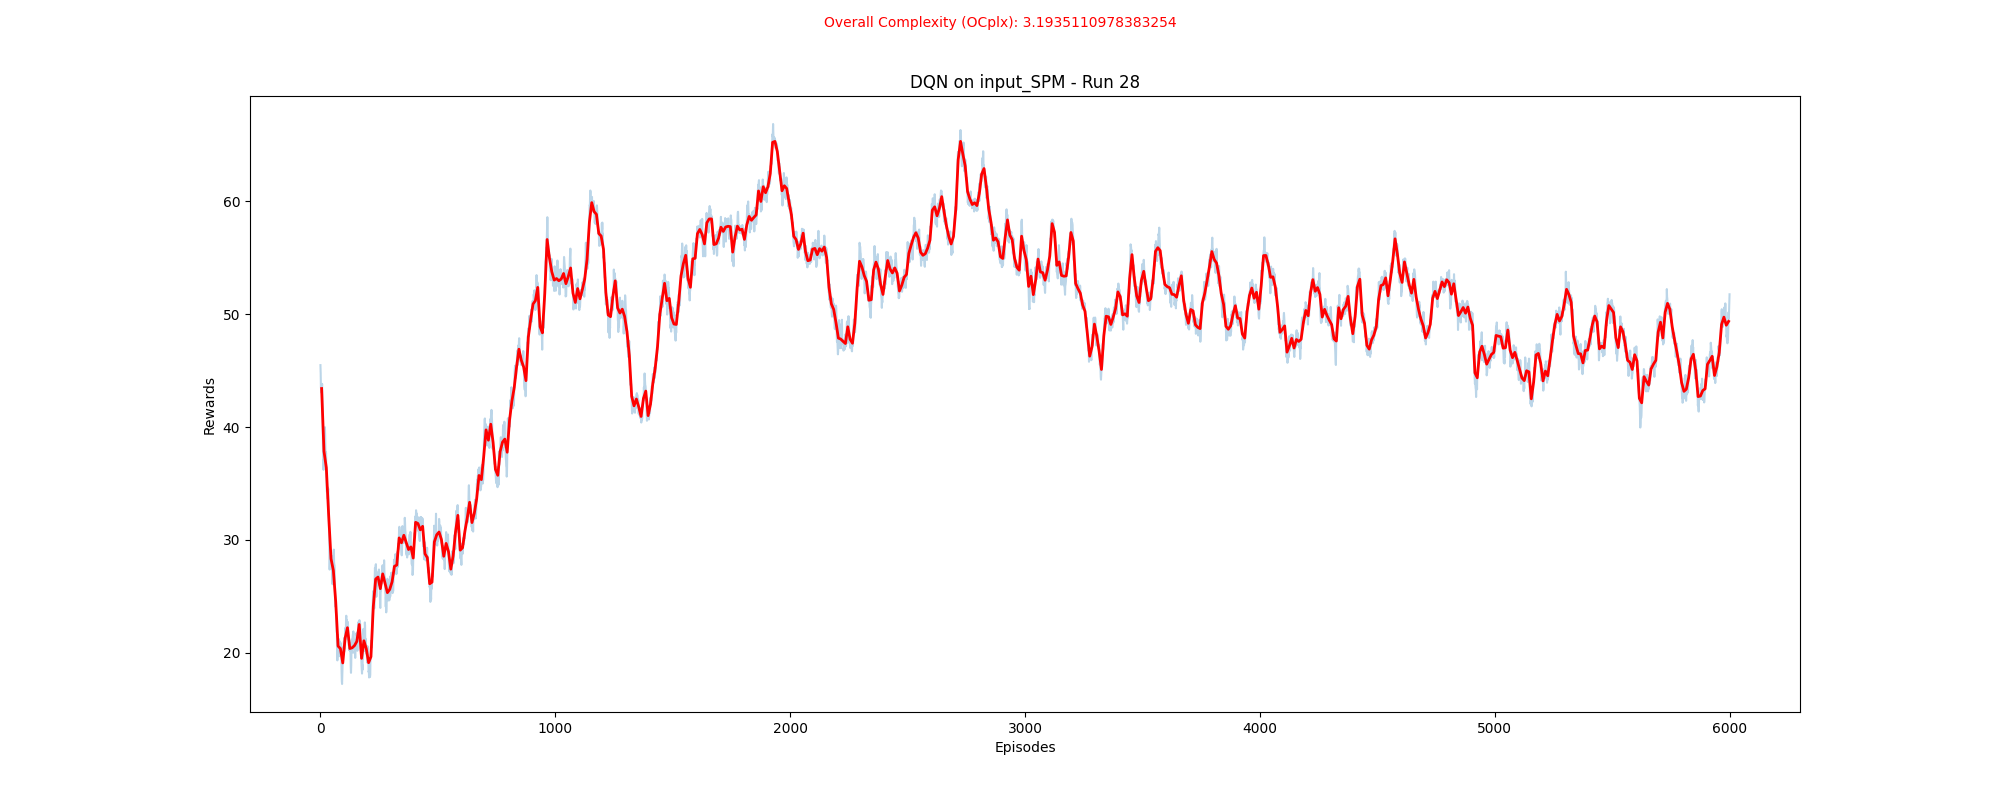 Overall Complexity (OCplx): 3.1935110978383254
DQN on input_SPM - Run 28
Rewards
60
50
40
30
20
0 1000 2000 3000 4000 5000 6000
Episodes